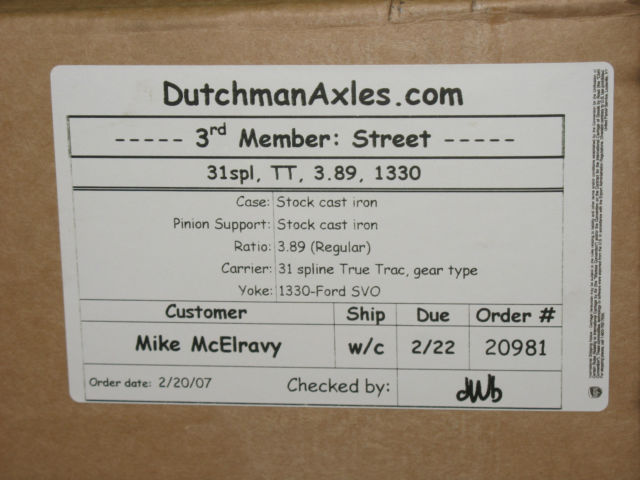 DutchmanAxles.com
----- 3rd Member: Street -----
31spl, TT, 3.89, 1330
Case: Stock cast iron
Pinion Support: Stock cast iron
Ratio: 3.89 (Regular)
Carrier: 31 spline True Trac, gear type
Yoke: 1330-Ford SVO
Customer Ship Due Order #
Mike McElravy w/c 2/22 20981
Order date: 2/20/07 Checked by: dWb